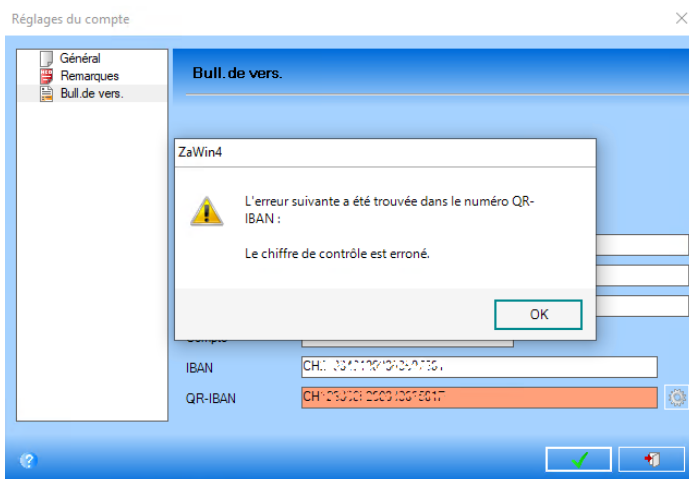 Réglages du compte
Général
Remarques
Bull.de vers.
Bull.de vers.
ZaWin4
L'erreur suivante a été trouvée dans le numéro QR-
IBAN :
Le chiffre de contrôle est erroné.
OK
IBAN
QR-IBAN